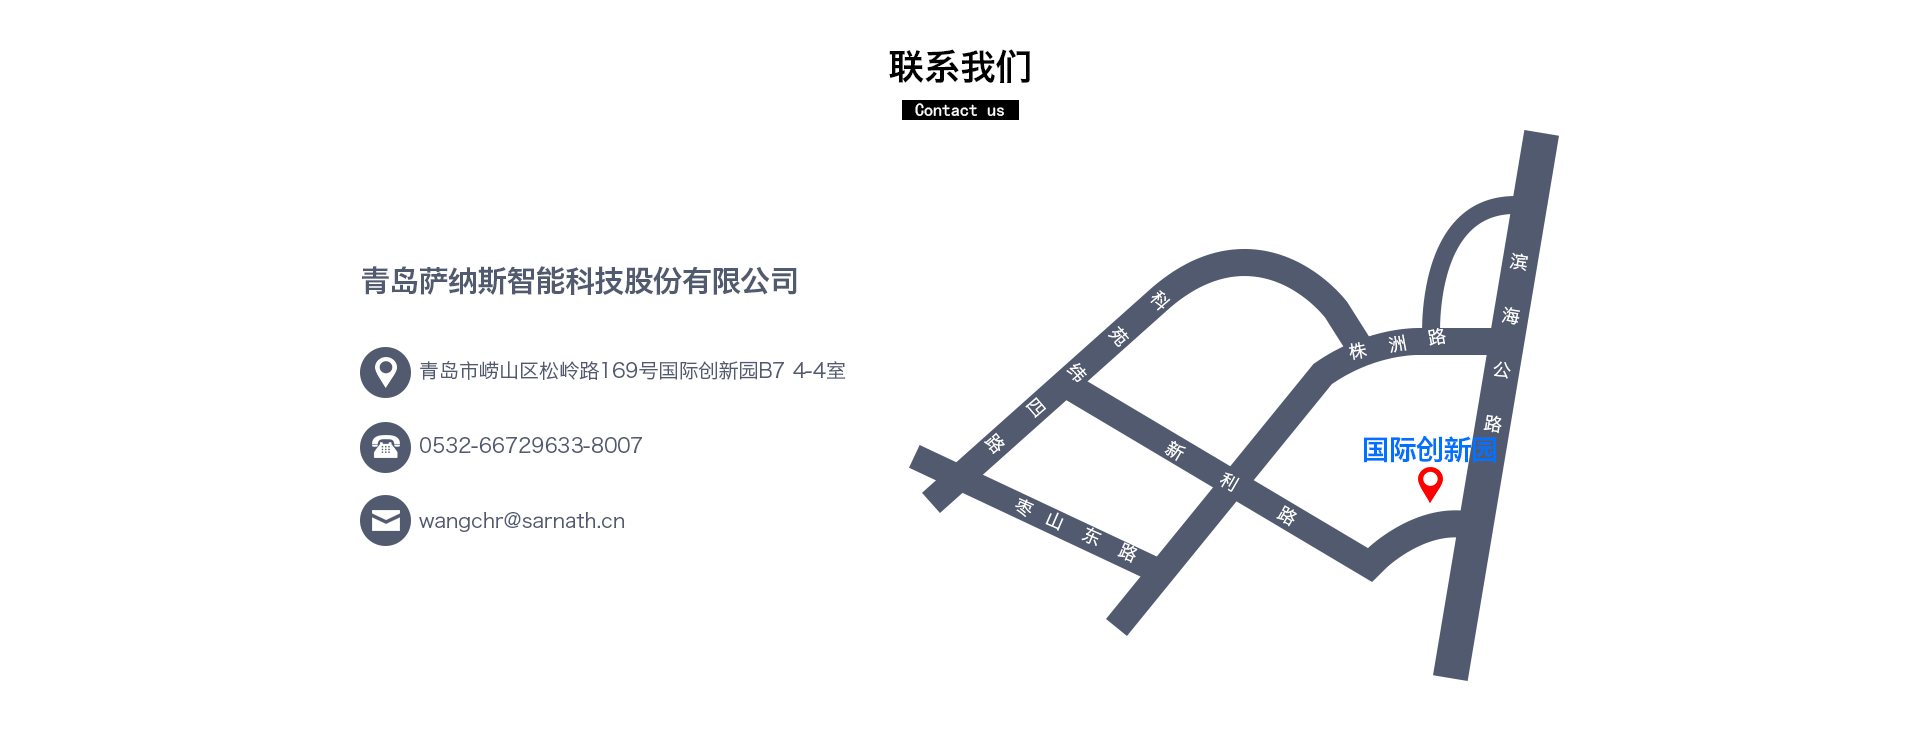 联系我们
Contact us
青岛萨纳斯智能科技股份有限公司
青岛市崂山区松岭路169号国际创新园B7 4-4室
0532-66729633-8007
wangchr@sarnath.cn
科苑纬四路
枣山东路
新利路
株洲路
滨海公路
国际创新园